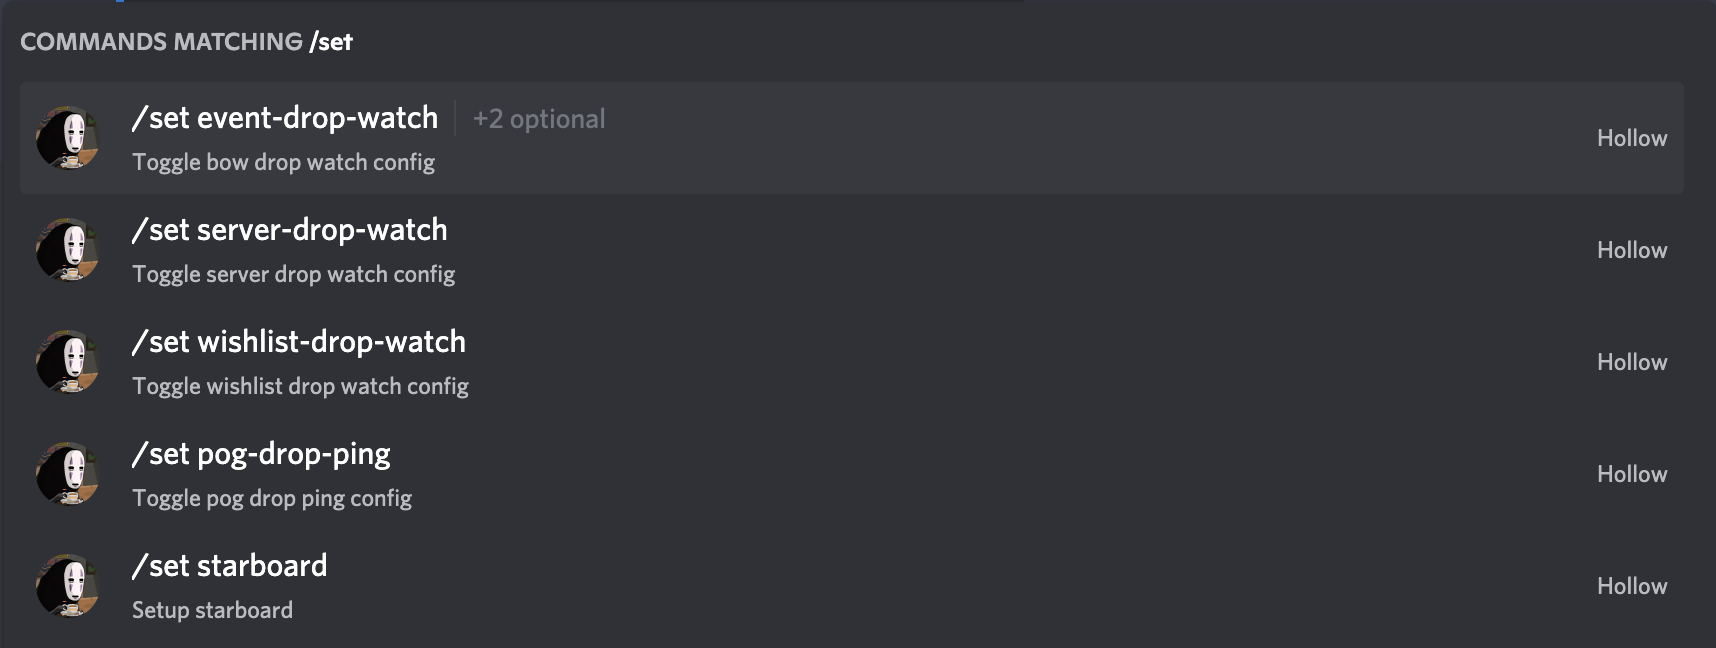 COMMANDS MATCHING /set
/set event-drop-watch +2 optional
Toggle bow drop watch config
Hollow
/set server-drop-watch
Toggle server drop watch config
Hollow
/set wishlist-drop-watch
Toggle wishlist drop watch config
Hollow
/set pog-drop-ping
Toggle pog drop ping config
Hollow
/set starboard
Setup starboard
Hollow